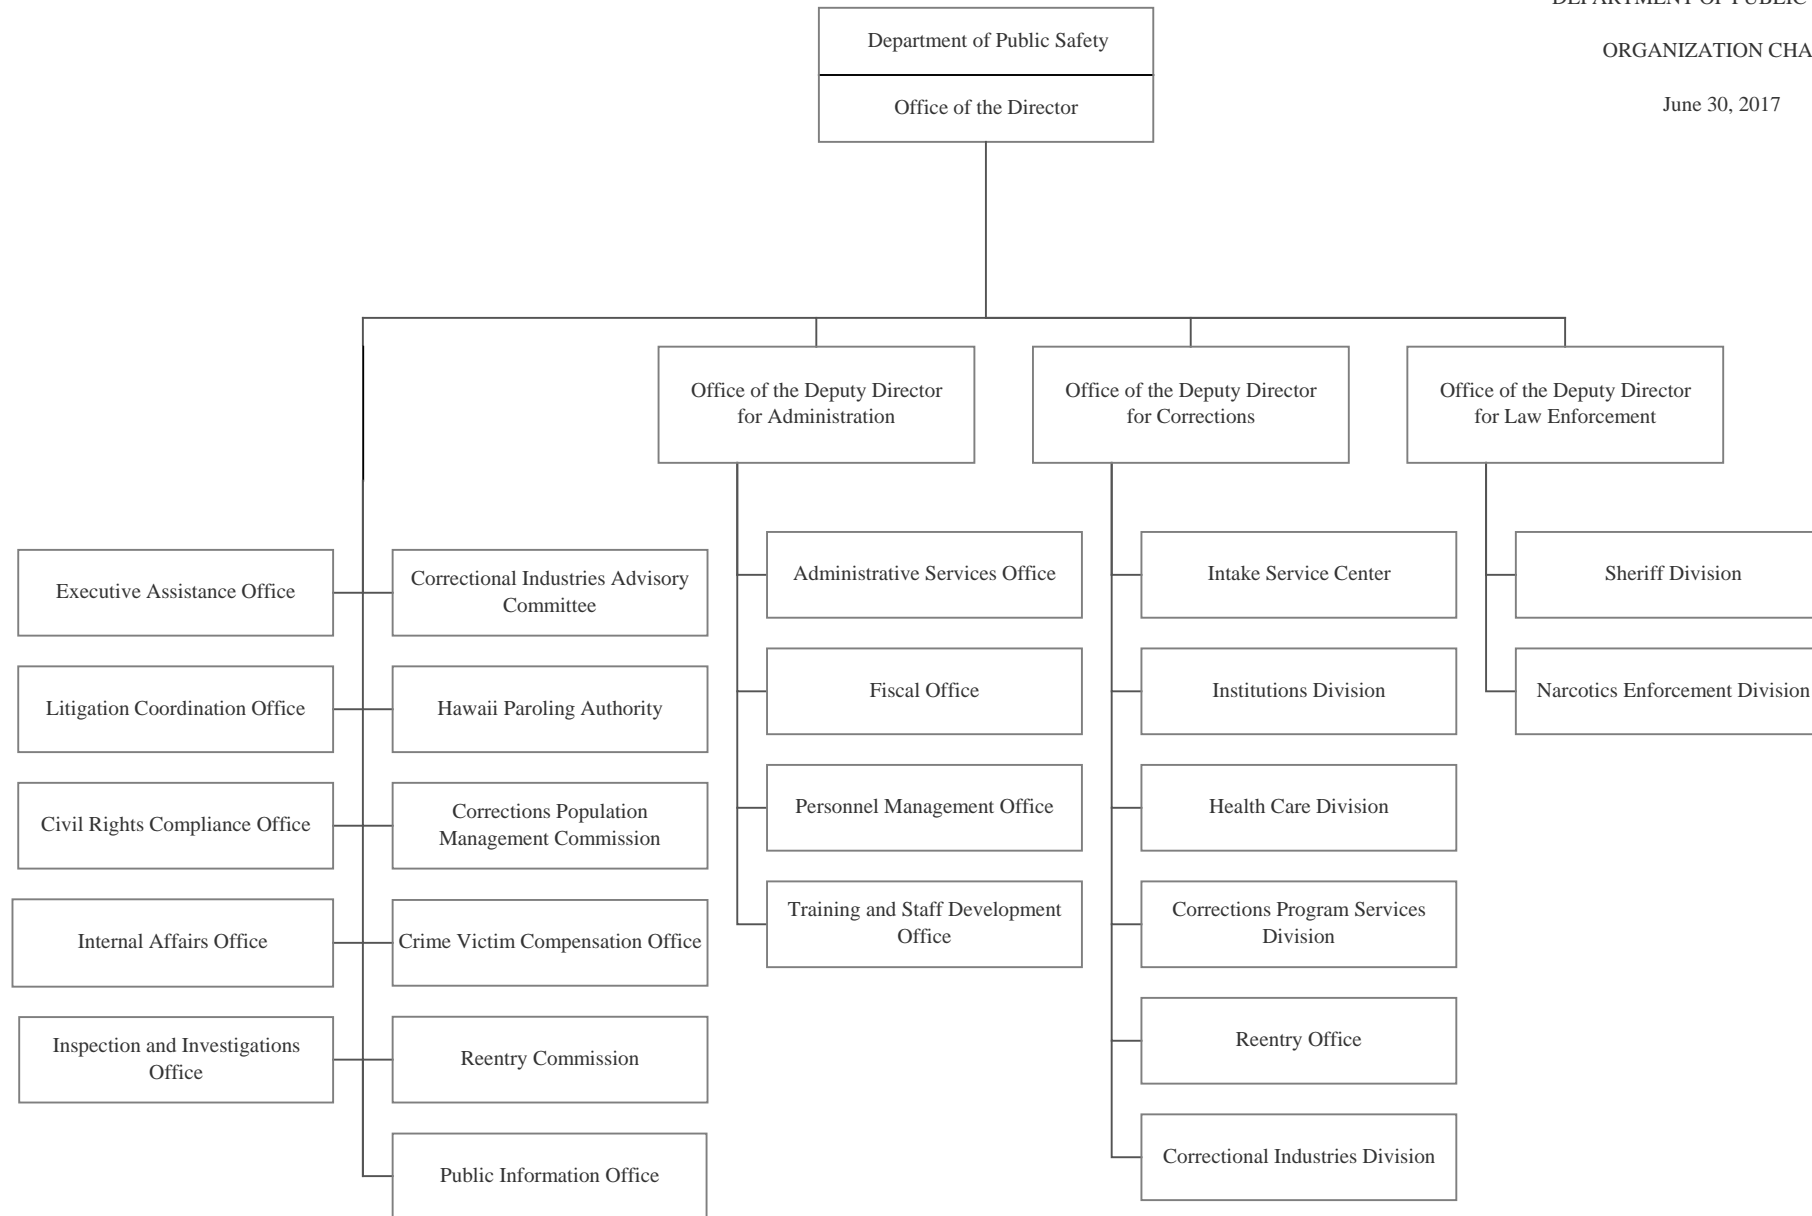 DEPARTMENT OF PUBLIC
ORGANIZATION CHA
June 30, 2017
Department of Public Safety
Office of the Director
Office of the Deputy Director
for Administration
Office of the Deputy Director
for Corrections
Office of the Deputy Director
for Law Enforcement
Executive Assistance Office
Litigation Coordination Office
Civil Rights Compliance Office
Internal Affairs Office
Inspection and Investigations
Office
Correctional Industries Advisory
Committee
Hawaii Paroling Authority
Corrections Population
Management Commission
Crime Victim Compensation Office
Reentry Commission
Public Information Office
Administrative Services Office
Fiscal Office
Personnel Management Office
Training and Staff Development
Office
Intake Service Center
Institutions Division
Health Care Division
Corrections Program Services
Division
Reentry Office
Correctional Industries Division
Sheriff Division
Narcotics Enforcement Division